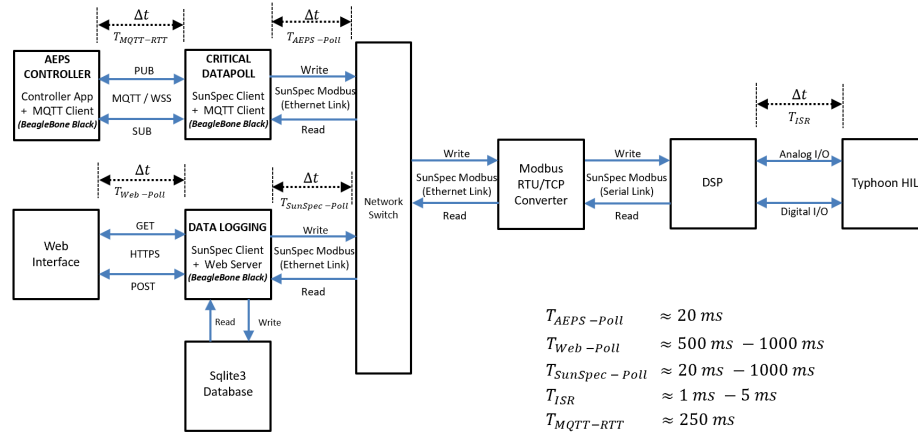 Δt
T_MQTT−RTT
Δt
T_AEPS −Poll
AEPS
CONTROLLER
Controller App
+ MQTT Client
(BeagleBone Black)
PUB
MQTT / WSS
SUB
CRITICAL
DATAPOLL
SunSpec Client
+ MQTT Client
(BeagleBone Black)
Write
SunSpec Modbus
(Ethernet Link)
Read
Δt
T_Web −Poll
Δt
T_SunSpec −Poll
Web
Interface
GET
HTTPS
POST
DATA LOGGING
SunSpec Client
+ Web Server
(BeagleBone Black)
Write
SunSpec Modbus
(Ethernet Link)
Read
Read
Write
Sqlite3
Database
Network
Switch
Write
SunSpec Modbus
(Ethernet Link)
Read
Modbus
RTU/TCP
Converter
Write
SunSpec Modbus
(Serial Link)
Read
DSP
Δt
T_ISR
Analog I/O
Digital I/O
Typhoon HIL
T_AEPS −Poll ≈ 20 ms
T_Web −Poll ≈ 500 ms − 1000 ms
T_SunSpec − Poll ≈ 20 ms − 1000 ms
T_ISR ≈ 1 ms − 5 ms
T_MQTT−RTT ≈ 250 ms